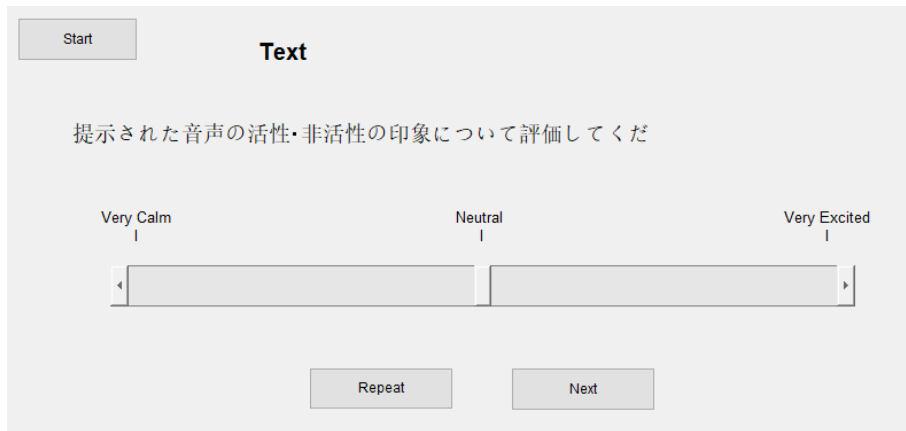 Start
Text
提示された音声の活性・非活性の印象について評価してくだ
Very Calm Neutral Very Excited
Repeat Next